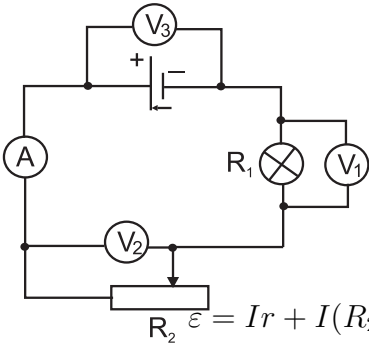 V3
+ −
A
R1
V1
V2
R2
ε = Ir + I(R